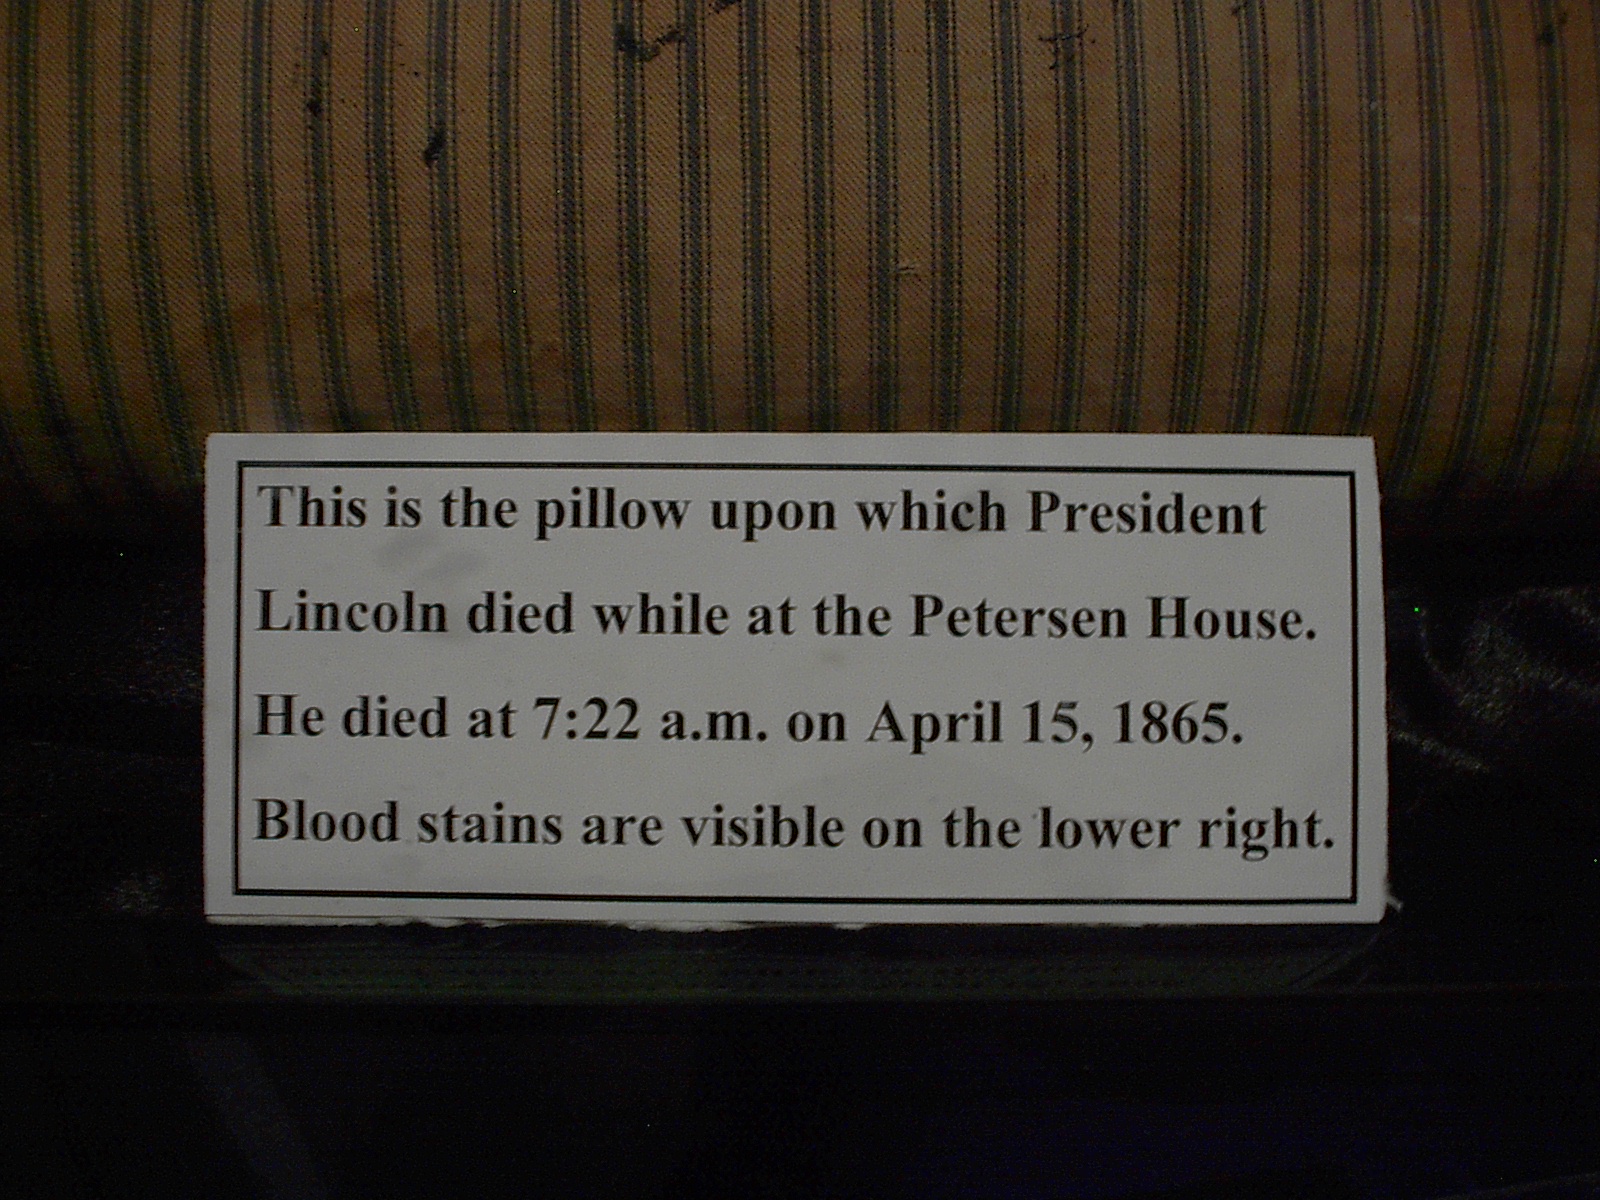 This is the pillow upon which President
Lincoln died while at the Petersen House.
He died at 7:22 a.m. on April 15, 1865.
Blood stains are visible on the lower right.